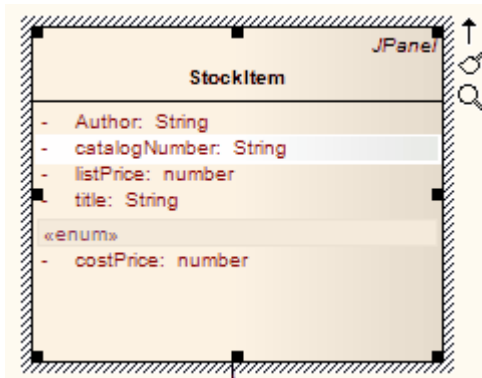 JPanel
StockItem
- Author: String
- catalogNumber: String
- listPrice: number
- title: String
«enum»
- costPrice: number